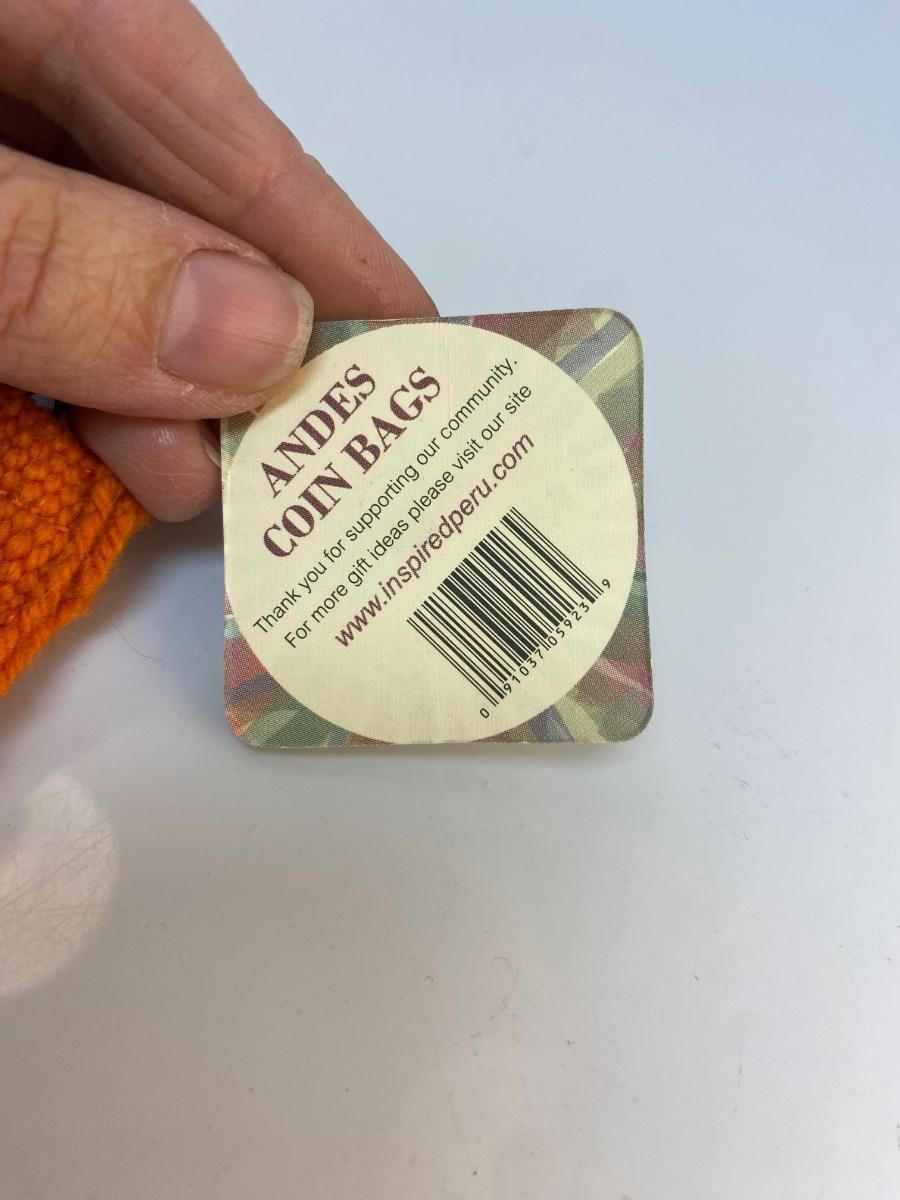 ANDES
COIN BAGS
Thank you for supporting our community.
For more gift ideas please visit our site
www.inspiredperu.com
0 91037 05923 9